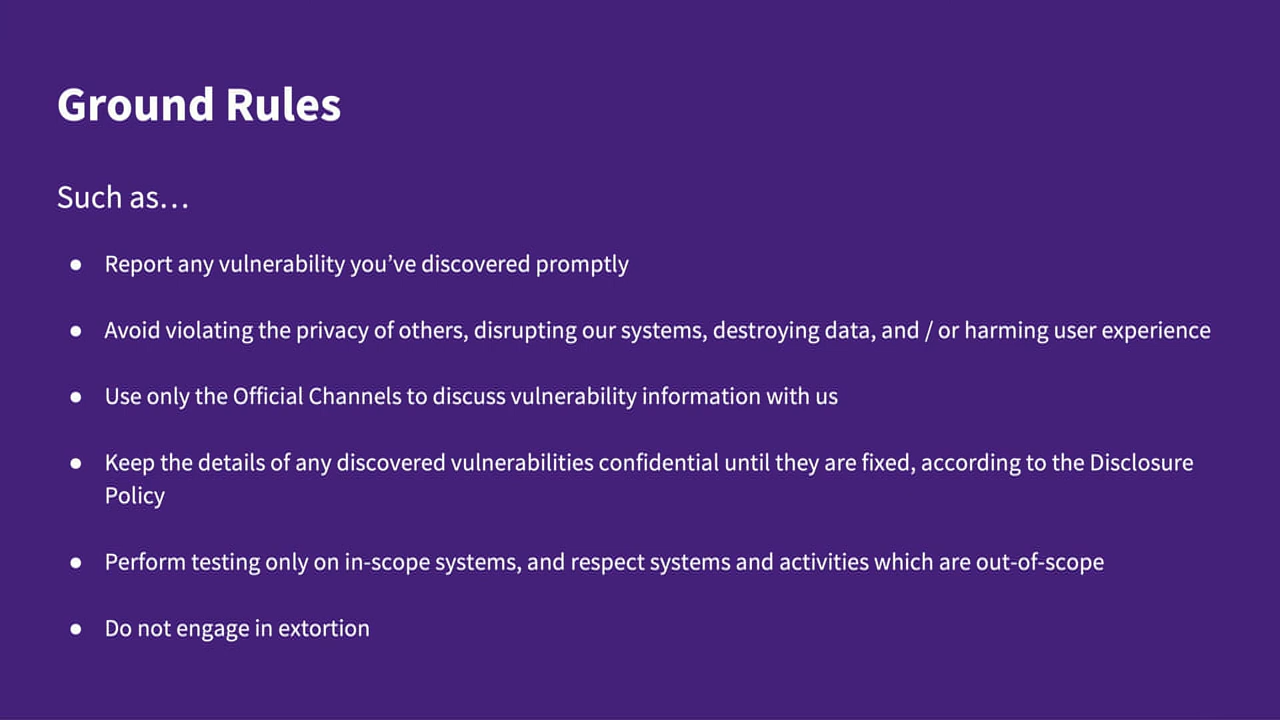 Ground Rules
Such as…
● Report any vulnerability you’ve discovered promptly
● Avoid violating the privacy of others, disrupting our systems, destroying data, and / or harming user experience
● Use only the Official Channels to discuss vulnerability information with us
● Keep the details of any discovered vulnerabilities confidential until they are fixed, according to the Disclosure
Policy
● Perform testing only on in-scope systems, and respect systems and activities which are out-of-scope
● Do not engage in extortion